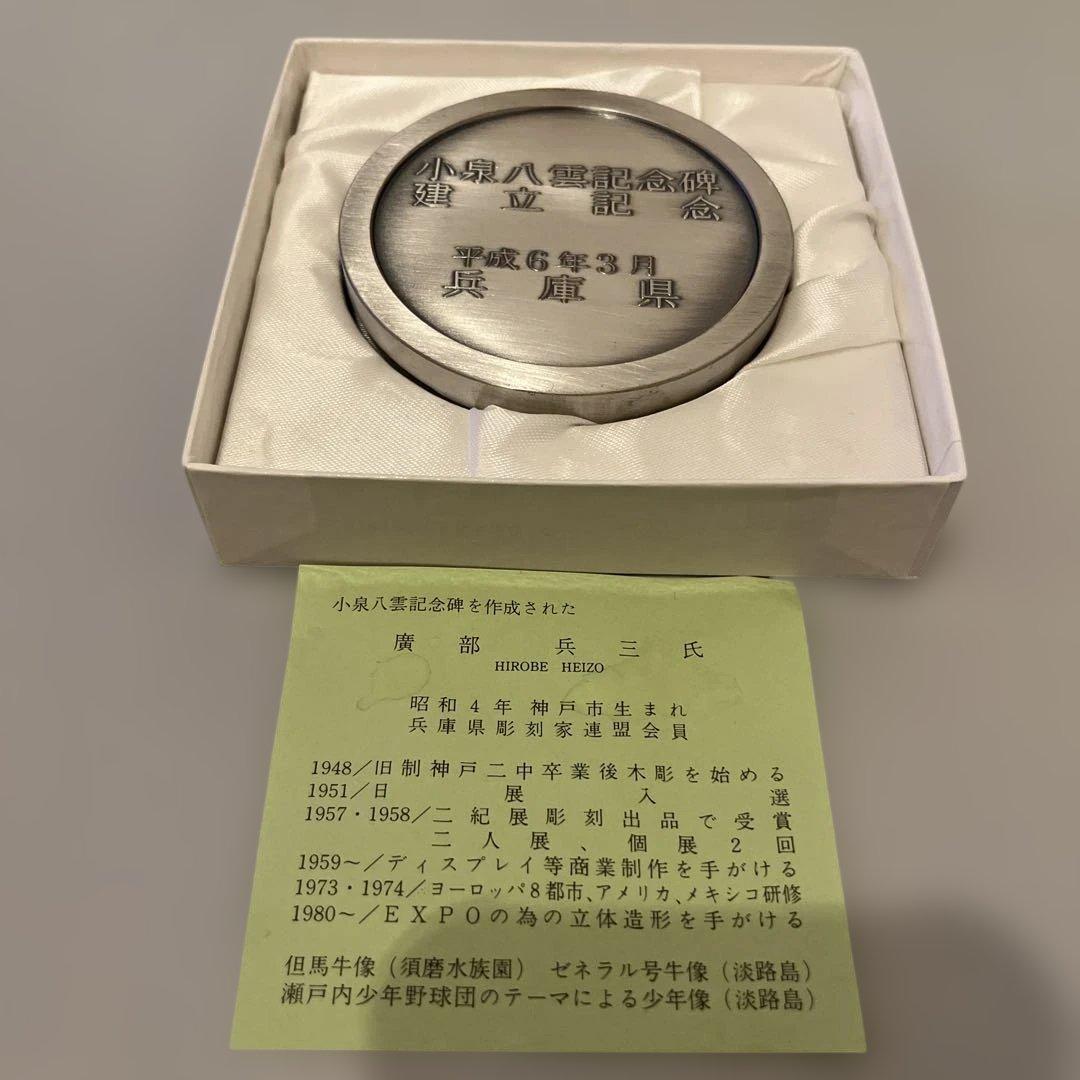 小泉八雲記念碑
建立記念
平成6年3月
兵庫県
小泉八雲記念碑を作成された
廣部 兵三氏
HIROBE HEIZO
昭和4年 神戸市生まれ
兵庫県彫刻家連盟会員
1948/旧制神戸二中卒業後木彫を始める
1951/日展入選
1957・1958/二紀展彫刻出品で受賞
二人展、個展2回
1959~/ディスプレイ等商業制作を手がける
1973・1974/ヨーロッパ8都市、アメリカ、メキシコ研修
1980~/EXPOの為の立体造形を手がける
但馬牛像(須磨水族園) ゼネラル号牛像(淡路島)
瀬戸内少年野球団のテーマによる少年像(淡路島)